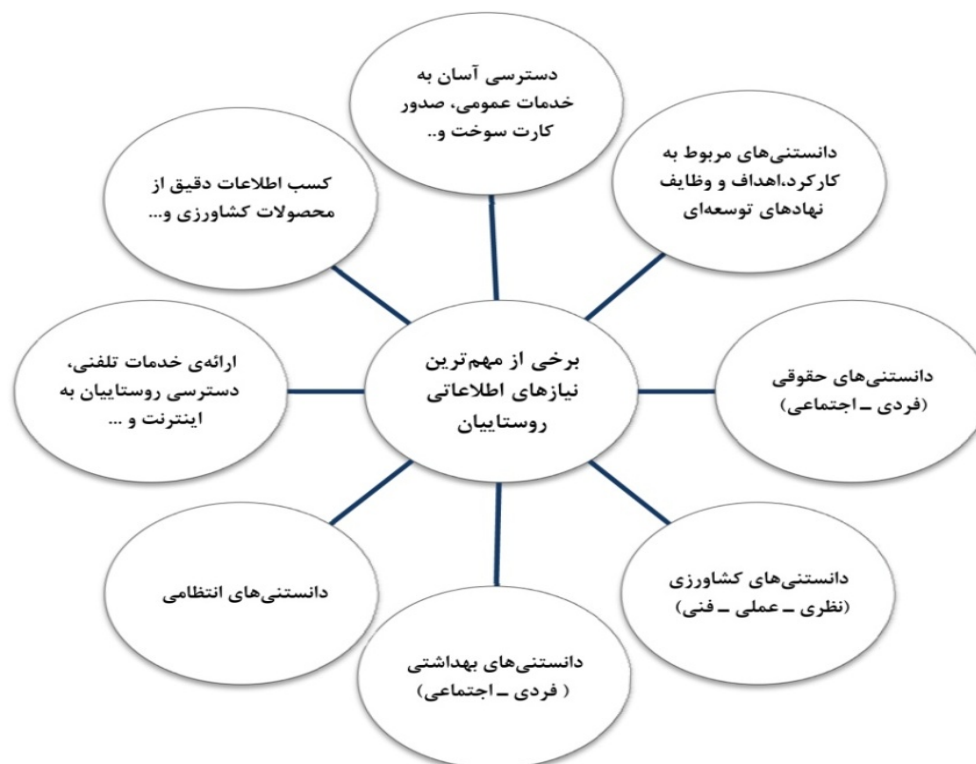 دسترسی آسان به
خدمات عمومی، صدور
کارت سوخت و..
دانستنی‌های مربوط به
کارکرد،اهداف و وظایف
نهادهای توسعه‌ای
کسب اطلاعات دقیق از
محصولات کشاورزی و...
برخی از مهم‌ترین
نیازهای اطلاعاتی
روستاییان
دانستنی‌های حقوقی
(فردی ــ اجتماعی)
ارائه‌ی خدمات تلفنی،
دسترسی روستاییان به
اینترنت و ...
دانستنی‌های کشاورزی
(نظری ــ عملی ــ فنی)
دانستنی‌های انتظامی
دانستنی‌های بهداشتی
( فردی ــ اجتماعی)